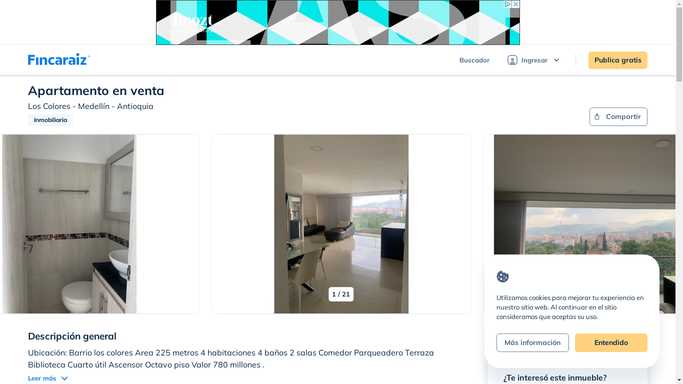 Fincaraiz
Buscador
Ingresar
Publica gratis
Apartamento en venta
Los Colores - Medellín - Antioquia
Inmobiliaria
Compartir
1 / 21
Utilizamos cookies para mejorar tu experiencia en
nuestro sitio web. Al continuar en el sitio
consideramos que aceptas su uso.
Más información
Entendido
Descripción general
Ubicación: Barrio los colores Area 225 metros 4 habitaciones 4 baños 2 salas Comedor Parqueadero Terraza
Biblioteca Cuarto útil Ascensor Octavo piso Valor 780 millones .
Leer más
¿Te interesó este inmueble?